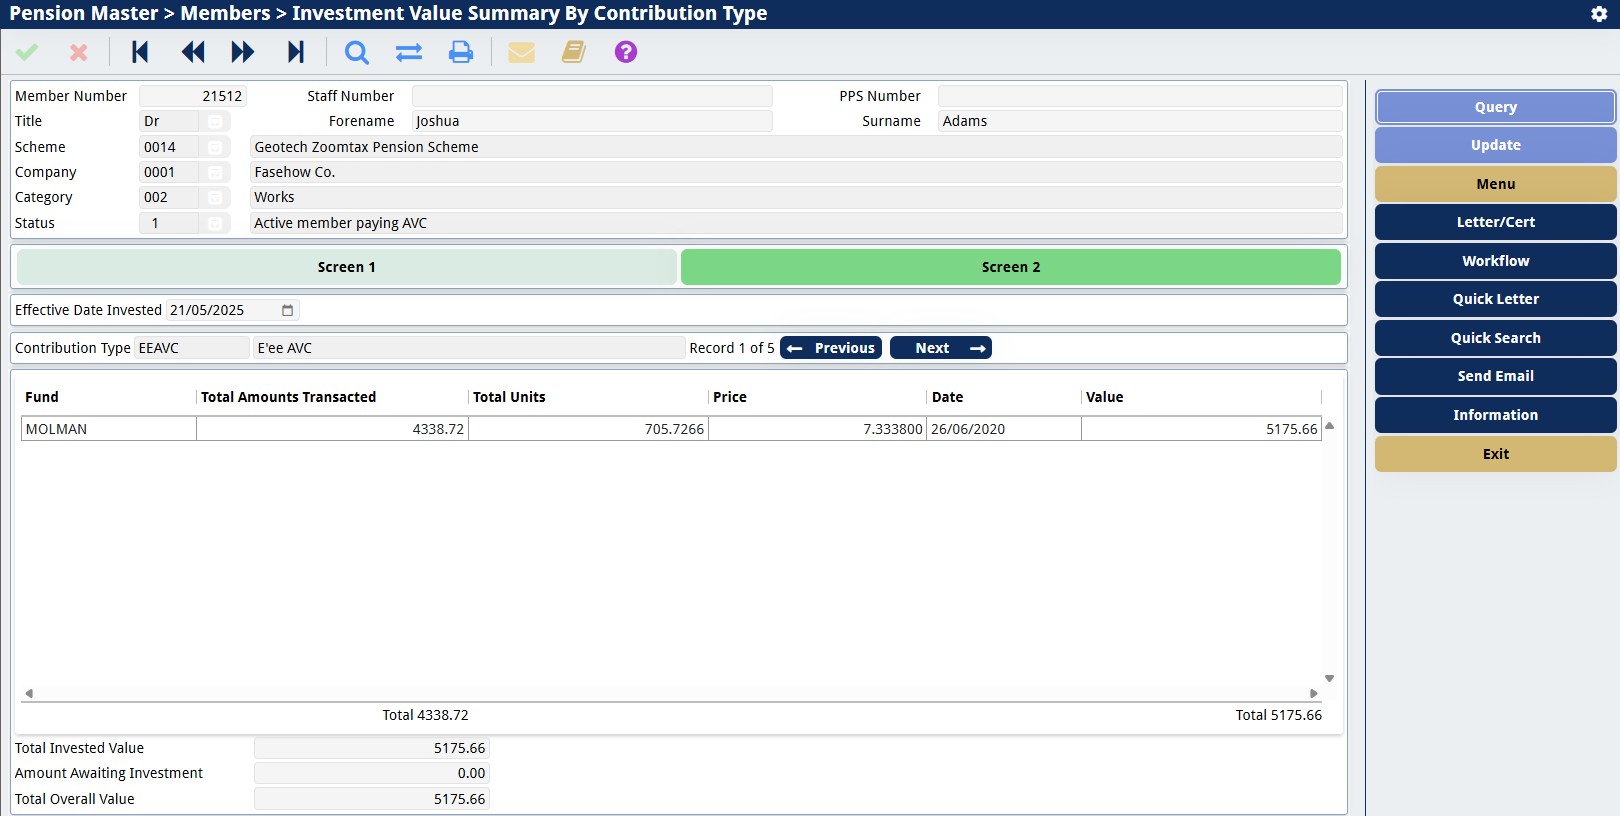 Pension Master > Members > Investment Value Summary By Contribution Type
Member Number 21512 Staff Number PPS Number
Title Dr Forename Joshua Surname Adams
Scheme 0014 Geotech Zoomtax Pension Scheme
Company 0001 Fasehow Co.
Category 002 Works
Status 1 Active member paying AVC
Screen 1 Screen 2
Effective Date Invested 21/05/2025
Contribution Type EEAVC E'ee AVC Record 1 of 5 Previous Next
Fund Total Amounts Transacted Total Units Price Date Value
MOLMAN 4338.72 705.7266 7.333800 26/06/2020 5175.66
Total 4338.72 Total 5175.66
Total Invested Value 5175.66
Amount Awaiting Investment 0.00
Total Overall Value 5175.66
Query
Update
Menu
Letter/Cert
Workflow
Quick Letter
Quick Search
Send Email
Information
Exit